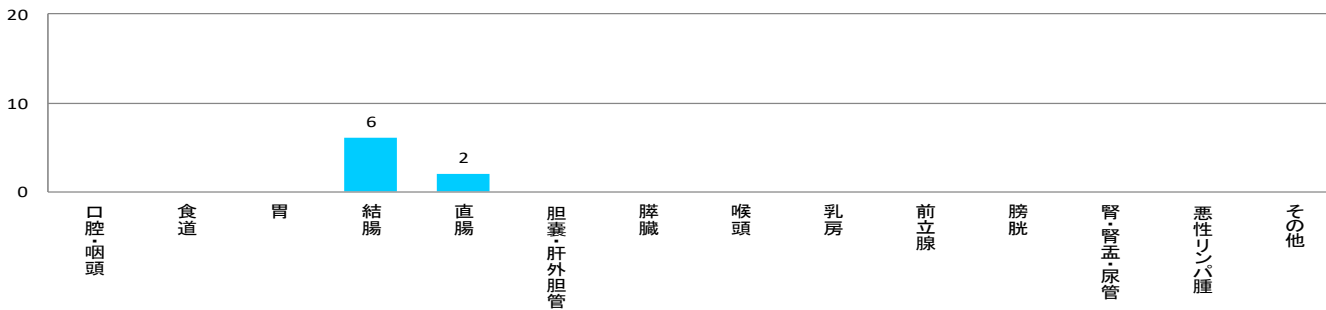 20
10
0
6
2
口腔・咽頭
食道
胃
結腸
直腸
胆嚢・肝外胆管
膵臓
喉頭
乳房
前立腺
膀胱
腎・腎盂・尿管
悪性リンパ腫
その他